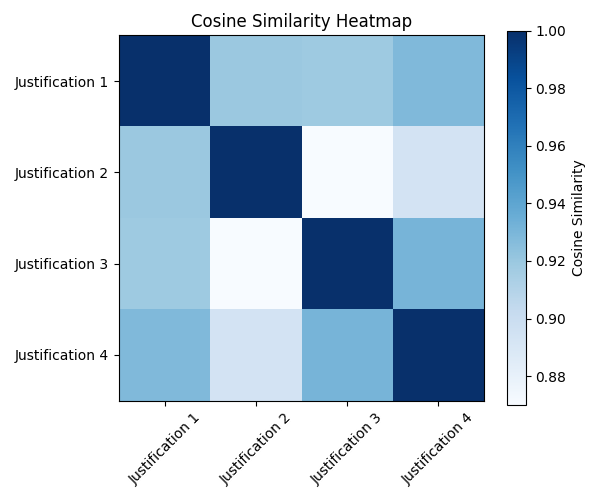 Cosine Similarity Heatmap
Justification 1
Justification 2
Justification 3
Justification 4
Justification 1
Justification 2
Justification 3
Justification 4
1.00
0.98
0.96
0.94
0.92
0.90
0.88
Cosine Similarity